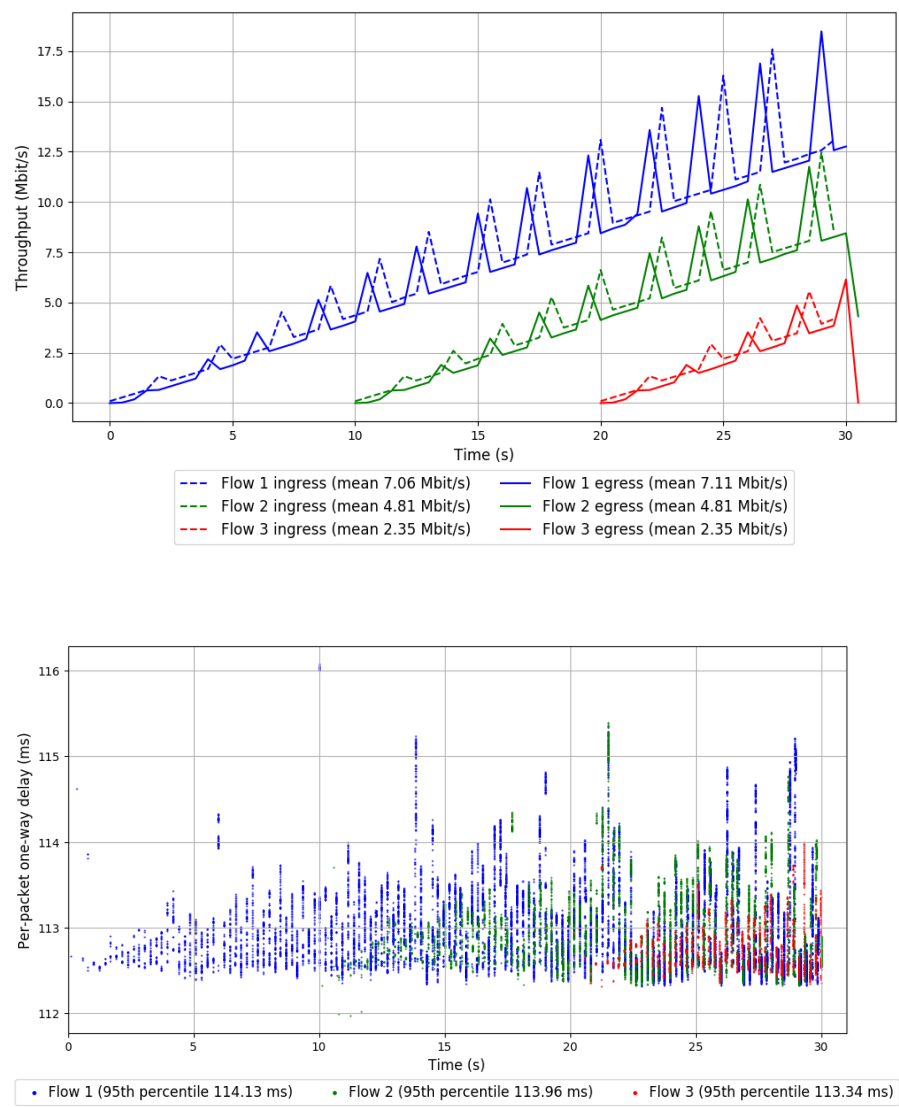 17.5
15.0
12.5
10.0
7.5
5.0
2.5
0.0
Throughput (Mbit/s)
0 5 10 15 20 25 30
Time (s)
Flow 1 ingress (mean 7.06 Mbit/s) Flow 1 egress (mean 7.11 Mbit/s)
Flow 2 ingress (mean 4.81 Mbit/s) Flow 2 egress (mean 4.81 Mbit/s)
Flow 3 ingress (mean 2.35 Mbit/s) Flow 3 egress (mean 2.35 Mbit/s)
116
115
114
113
112
Per-packet one-way delay (ms)
0 5 10 15 20 25 30
Time (s)
Flow 1 (95th percentile 114.13 ms) Flow 2 (95th percentile 113.96 ms) Flow 3 (95th percentile 113.34 ms)